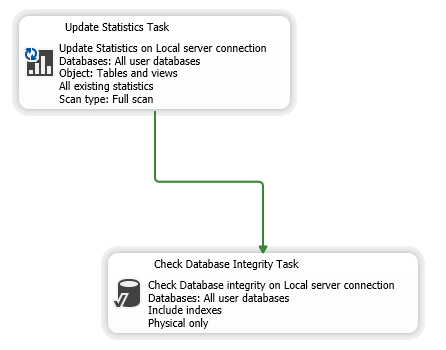 Update Statistics Task
Update Statistics on Local server connection
Databases: All user databases
Object: Tables and views
All existing statistics
Scan type: Full scan
Check Database Integrity Task
Check Database integrity on Local server connection
Databases: All user databases
Include indexes
Physical only